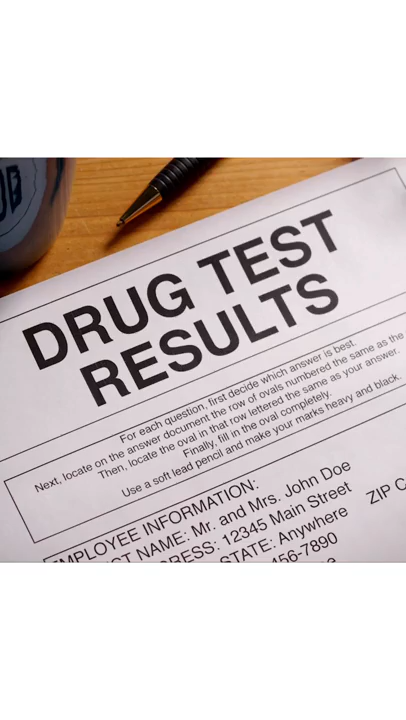 DRUG TEST
RESULTS
For each question, first decide which answer is best.
Next, locate on the answer document the row of ovals numbered the same as the
Then, locate the oval in that row lettered the same as your answer.
Finally, fill in the oval completely.
Use a soft lead pencil and make your marks heavy and black.
EMPLOYEE INFORMATION:
ST NAME: Mr. and Mrs. John Doe
RESS: 12345 Main Street
STATE: Anywhere
ZIP C
456-7890